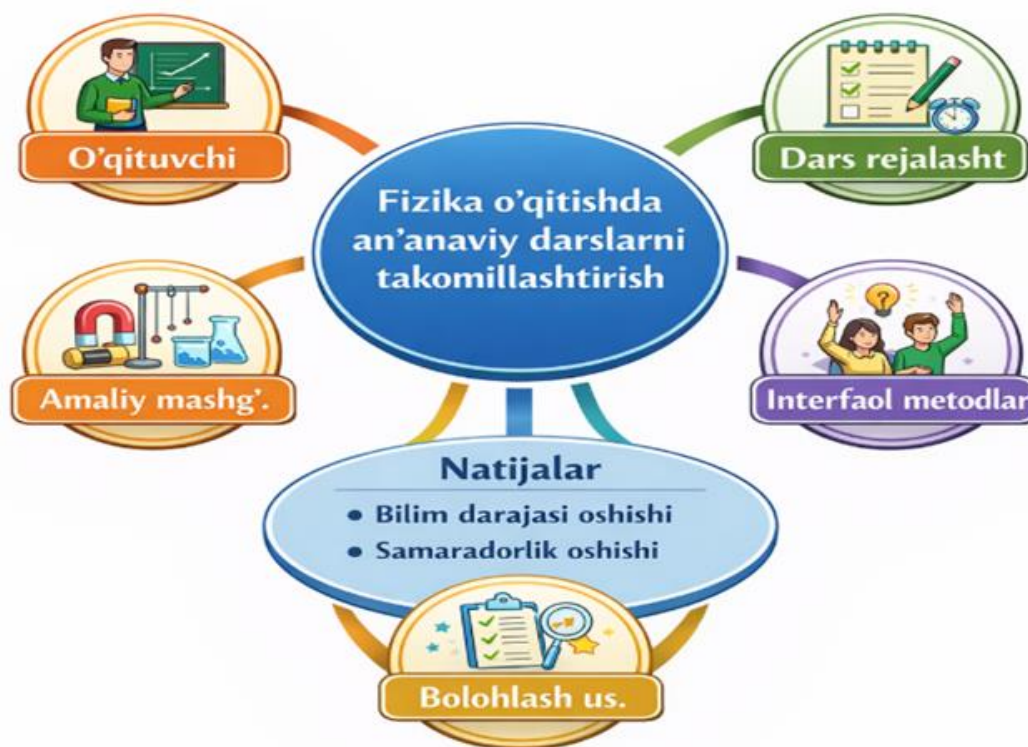 O'qituvchi
Dars rejalasht
Fizika o'qitishda
an'anaviy darslarni
takomillashtirish
Amaliy mashg'.
Interfaol metodlar
Natijalar
• Bilim darajasi oshishi
• Samaradorlik oshishi
Bolohlash us.